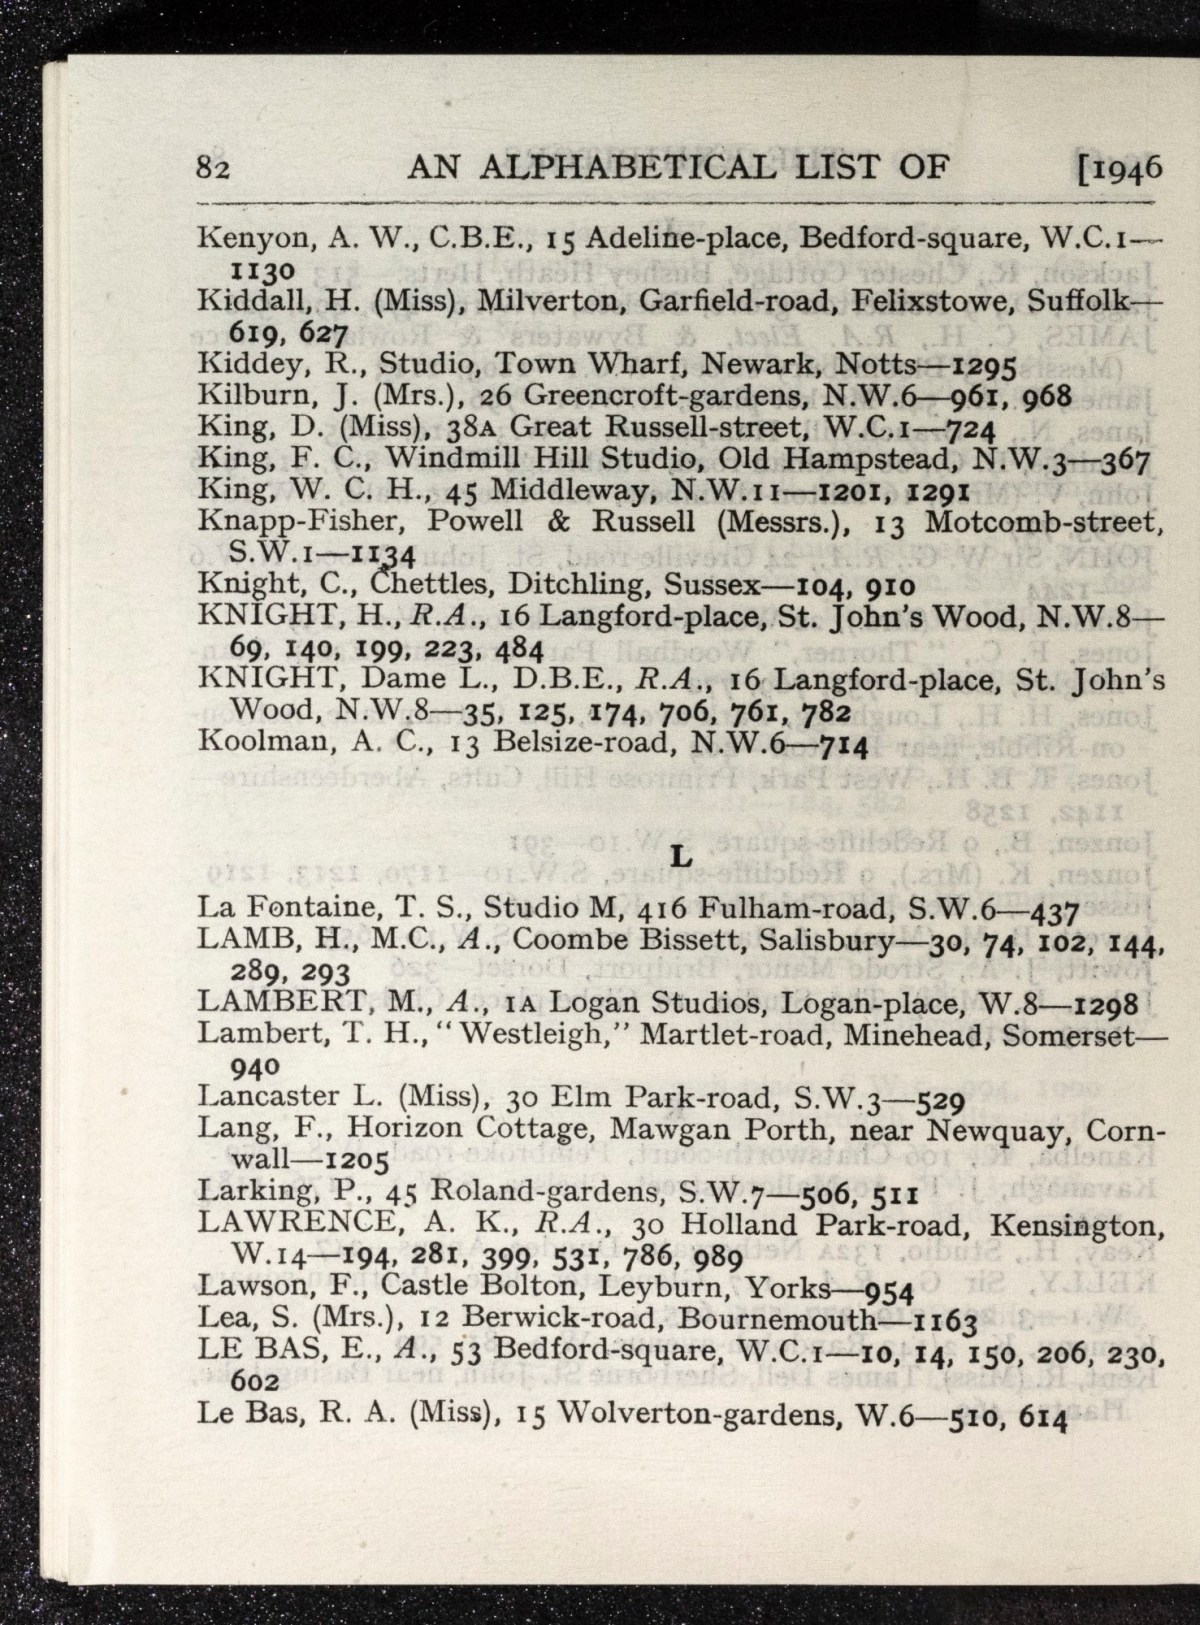 82 AN ALPHABETICAL LIST OF [1946
Kenyon, A. W., C.B.E., 15 Adeline-place, Bedford-square, W.C.1—
1130
Kiddall, H. (Miss), Milverton, Garfield-road, Felixstowe, Suffolk—
619, 627
Kiddey, R., Studio, Town Wharf, Newark, Notts—1295
Kilburn, J. (Mrs.), 26 Greencroft-gardens, N.W.6—961, 968
King, D. (Miss), 38A Great Russell-street, W.C.1—724
King, F. C., Windmill Hill Studio, Old Hampstead, N.W.3—367
King, W. C. H., 45 Middleway, N.W.11—1201, 1291
Knapp-Fisher, Powell & Russell (Messrs.), 13 Motcomb-street,
S.W.1—1134
Knight, C., Chettles, Ditchling, Sussex—104, 910
KNIGHT, H., R.A., 16 Langford-place, St. John's Wood, N.W.8—
69, 140, 199, 223, 484
KNIGHT, Dame L., D.B.E., R.A., 16 Langford-place, St. John's
Wood, N.W.8—35, 125, 174, 706, 761, 782
Koolman, A. C., 13 Belsize-road, N.W.6—714
L
La Fontaine, T. S., Studio M, 416 Fulham-road, S.W.6—437
LAMB, H., M.C., A., Coombe Bissett, Salisbury—30, 74, 102, 144,
289, 293
LAMBERT, M., A., 1A Logan Studios, Logan-place, W.8—1298
Lambert, T. H., "Westleigh," Martlet-road, Minehead, Somerset—
940
Lancaster L. (Miss), 30 Elm Park-road, S.W.3—529
Lang, F., Horizon Cottage, Mawgan Porth, near Newquay, Corn-
wall—1205
Larking, P., 45 Roland-gardens, S.W.7—506, 511
LAWRENCE, A. K., R.A., 30 Holland Park-road, Kensington,
W.14—194, 281, 399, 531, 786, 989
Lawson, F., Castle Bolton, Leyburn, Yorks—954
Lea, S. (Mrs.), 12 Berwick-road, Bournemouth—1163
LE BAS, E., A., 53 Bedford-square, W.C.1—10, 14, 150, 206, 230,
602
Le Bas, R. A. (Miss), 15 Wolverton-gardens, W.6—510, 614